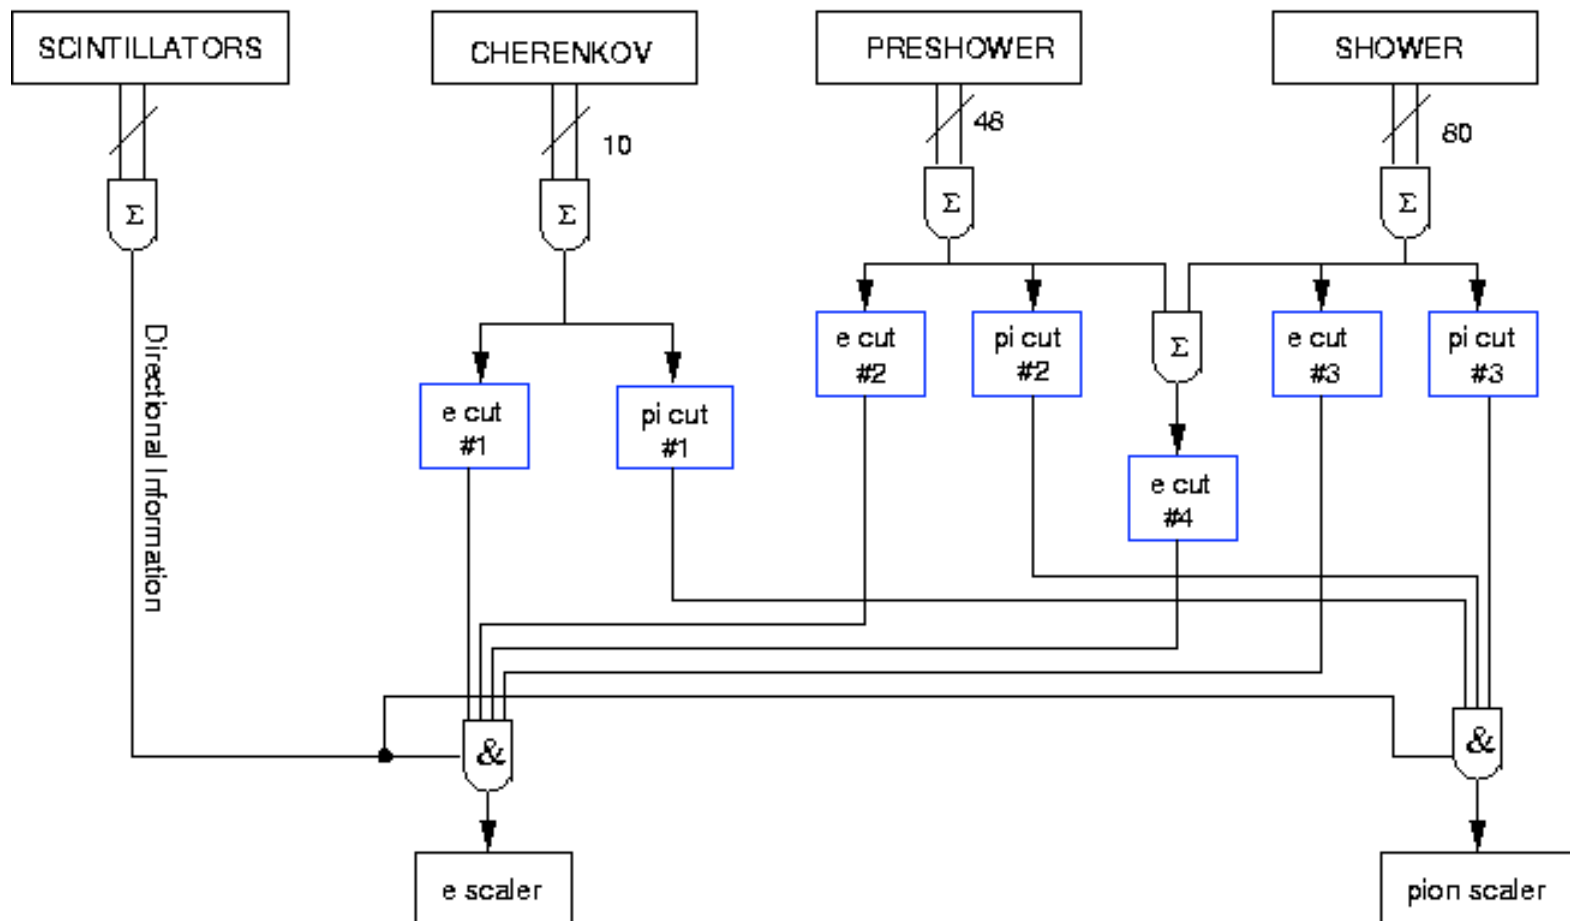 SCINTILLATORS
CHERENKOV
PRESHOWER
SHOWER
10
48
80
Σ
Σ
Σ
Σ
Directional Information
e cut
#1
pi cut
#1
e cut
#2
pi cut
#2
Σ
e cut
#3
pi cut
#3
e cut
#4
&
&
e scaler
pion scaler